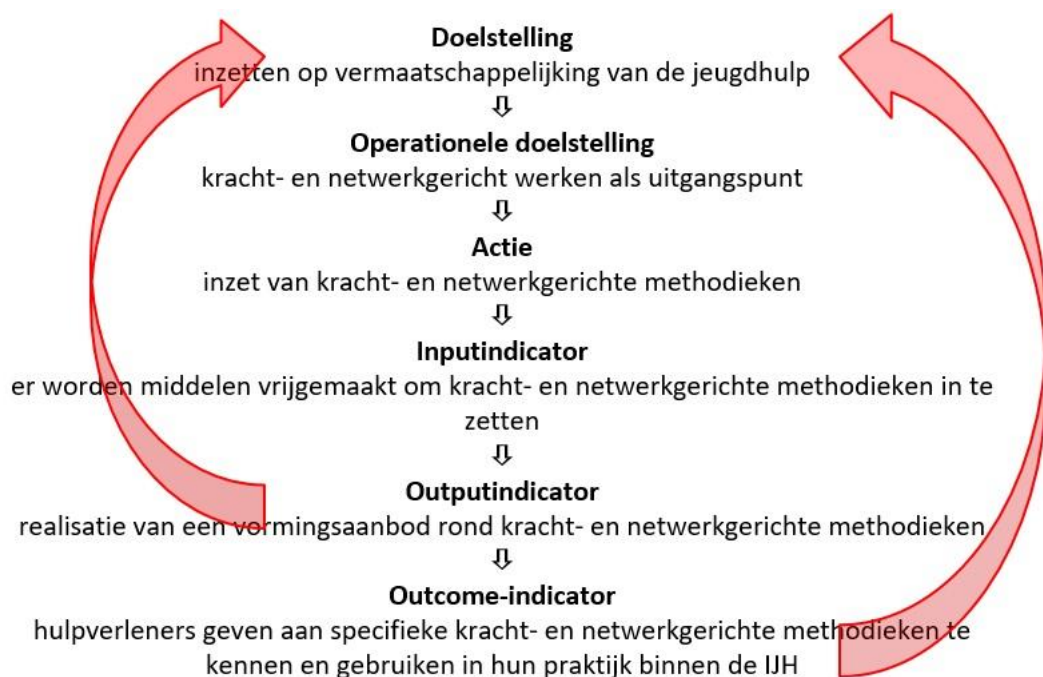 Doelstelling
inzetten op vermaatschappelijking van de jeugdhulp
⇩
Operationele doelstelling
kracht- en netwerkgericht werken als uitgangspunt
⇩
Actie
inzet van kracht- en netwerkgerichte methodieken
⇩
Inputindicator
er worden middelen vrijgemaakt om kracht- en netwerkgerichte methodieken in te
zetten
⇩
Outputindicator
realisatie van een vormingsaanbod rond kracht- en netwerkgerichte methodieken
⇩
Outcome-indicator
hulpverleners geven aan specifieke kracht- en netwerkgerichte methodieken te
kennen en gebruiken in hun praktijk binnen de IJH